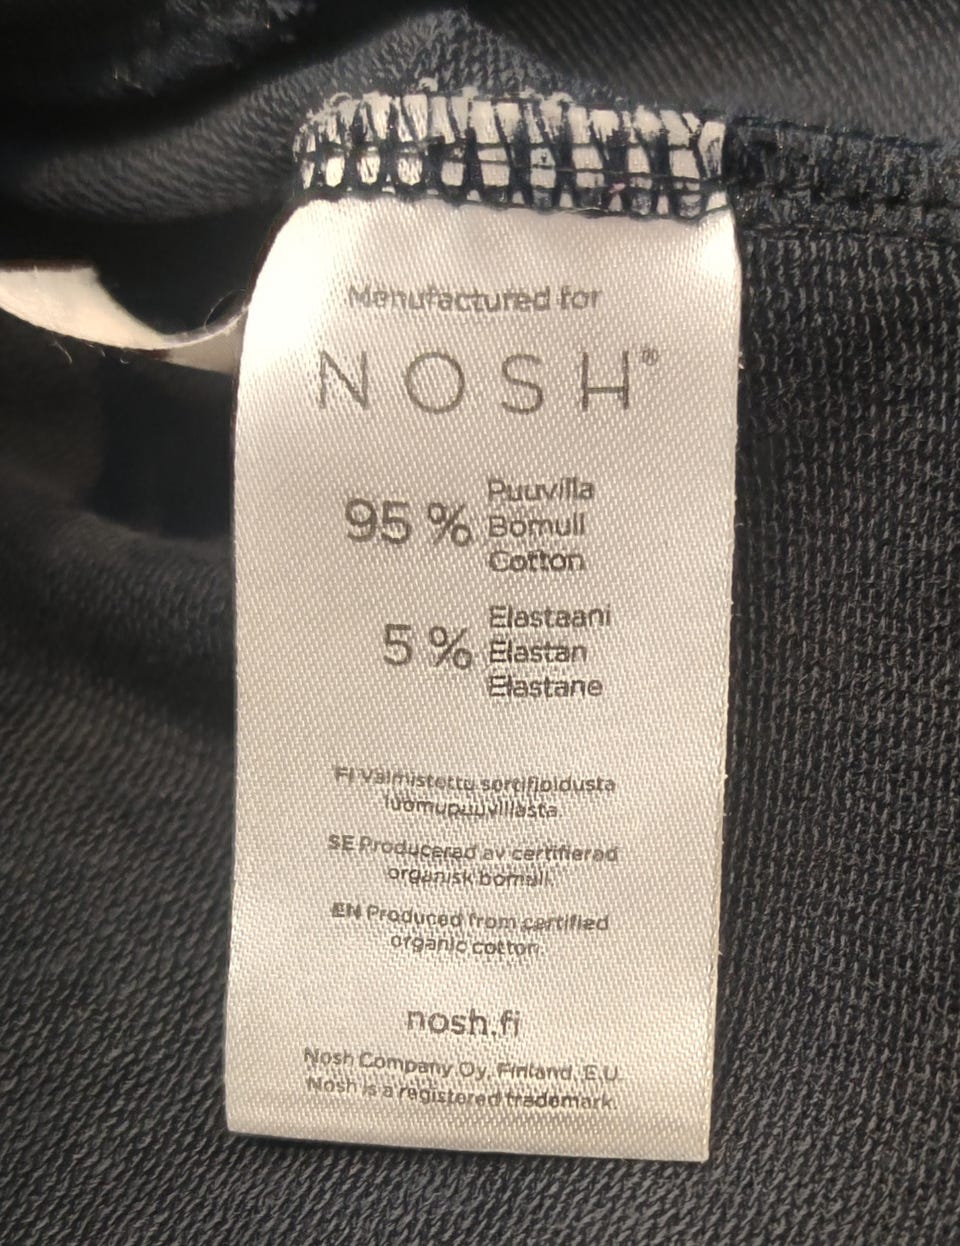 Manufactured for
NOSH®
95 % Puuvilla
Bomull
Cotton
5 % Elastaani
Elastan
Elastane
FI Valmistettu sertifioidusta
luomupuuvillasta.
SE Producerad av certifierad
organisk bomull.
EN Produced from certified
organic cotton.
nosh.fi
Nosh Company Oy, Finland, E.U.
Nosh is a registered trademark.